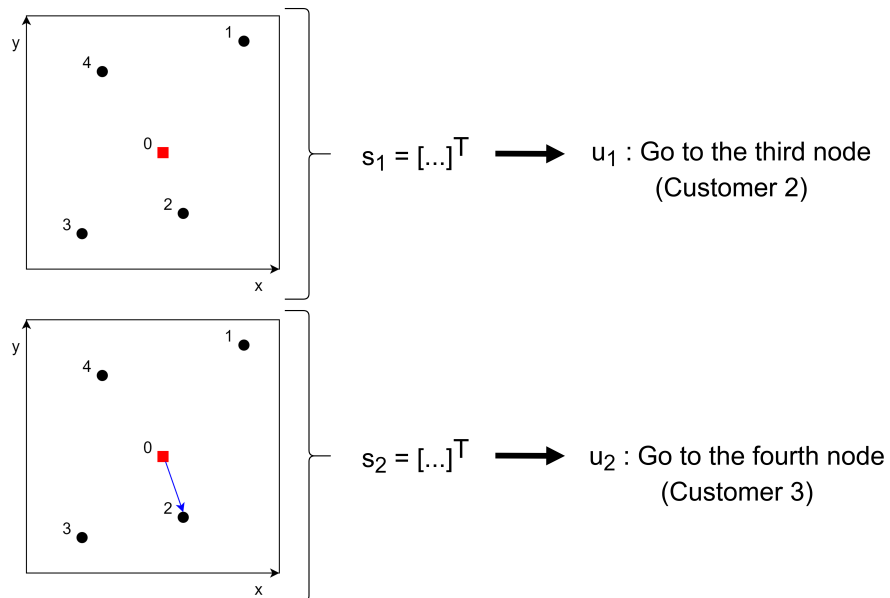 y
1
4
0
2
3
x
s₁ = [...]ᵀ
u₁ : Go to the third node
(Customer 2)
y
1
4
0
2
3
x
s₂ = [...]ᵀ
u₂ : Go to the fourth node
(Customer 3)